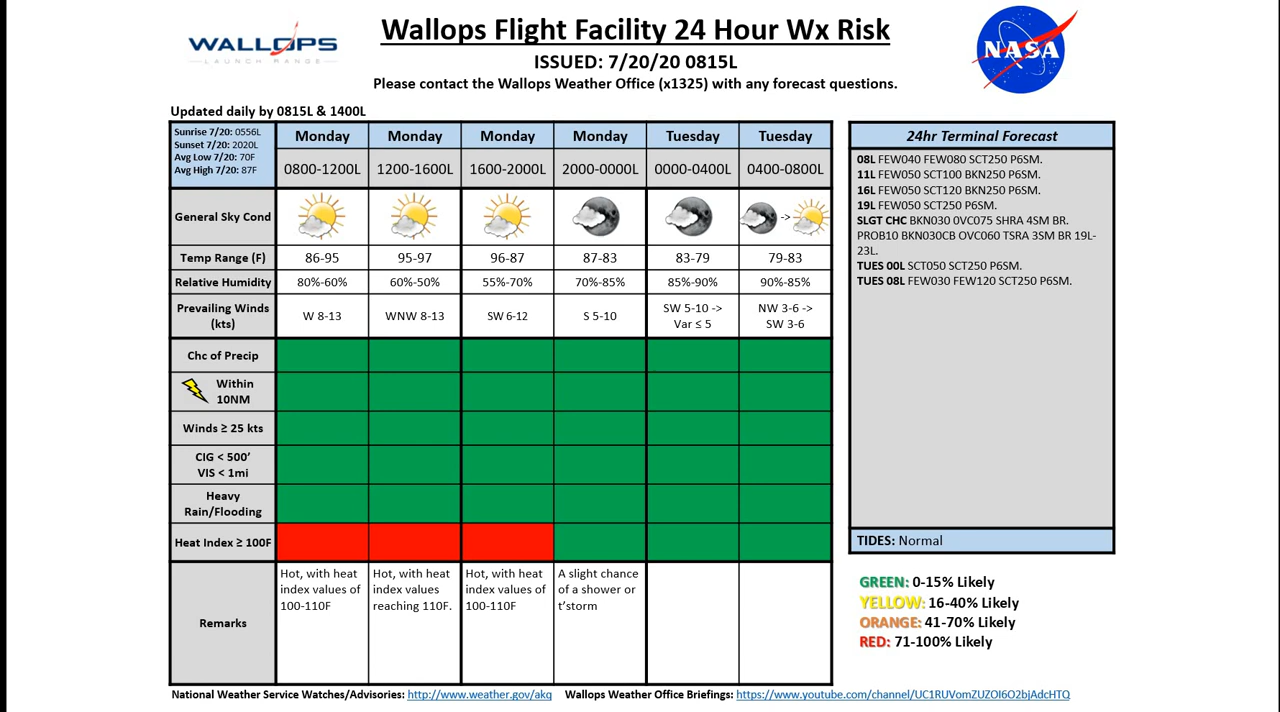 WALLOPS
LAUNCH RANGE
Wallops Flight Facility 24 Hour Wx Risk
ISSUED: 7/20/20 0815L
Please contact the Wallops Weather Office (x1325) with any forecast questions.
NASA
Updated daily by 0815L & 1400L
Sunrise 7/20: 0556L
Sunset 7/20: 2020L
Avg Low 7/20: 70F
Avg High 7/20: 87F
Monday Monday Monday Monday Tuesday Tuesday
0800-1200L 1200-1600L 1600-2000L 2000-0000L 0000-0400L 0400-0800L
General Sky Cond ->
Temp Range (F) 86-95 95-97 96-87 87-83 83-79 79-83
Relative Humidity 80%-60% 60%-50% 55%-70% 70%-85% 85%-90% 90%-85%
Prevailing Winds (kts) W 8-13 WNW 8-13 SW 6-12 S 5-10 SW 5-10 -> Var ≤ 5 NW 3-6 -> SW 3-6
Chc of Precip
Within
10NM
Winds ≥ 25 kts
CIG < 500’
VIS < 1mi
Heavy
Rain/Flooding
Heat Index ≥ 100F
Remarks
Hot, with heat
index values of
100-110F
Hot, with heat
index values
reaching 110F.
Hot, with heat
index values of
100-110F
A slight chance
of a shower or
t’storm
24hr Terminal Forecast
08L FEW040 FEW080 SCT250 P6SM.
11L FEW050 SCT100 BKN250 P6SM.
16L FEW050 SCT120 BKN250 P6SM.
19L FEW050 SCT250 P6SM.
SLGT CHC BKN030 0VC075 SHRA 4SM BR.
PROB10 BKN030CB OVC060 TSRA 3SM BR 19L-
23L.
TUES 00L SCT050 SCT250 P6SM.
TUES 08L FEW030 FEW120 SCT250 P6SM.
TIDES: Normal
GREEN: 0-15% Likely
YELLOW: 16-40% Likely
ORANGE: 41-70% Likely
RED: 71-100% Likely
National Weather Service Watches/Advisories: http://www.weather.gov/akq Wallops Weather Office Briefings: https://www.youtube.com/channel/UC1RUVomZUZOl6O2bjAdcHTQ